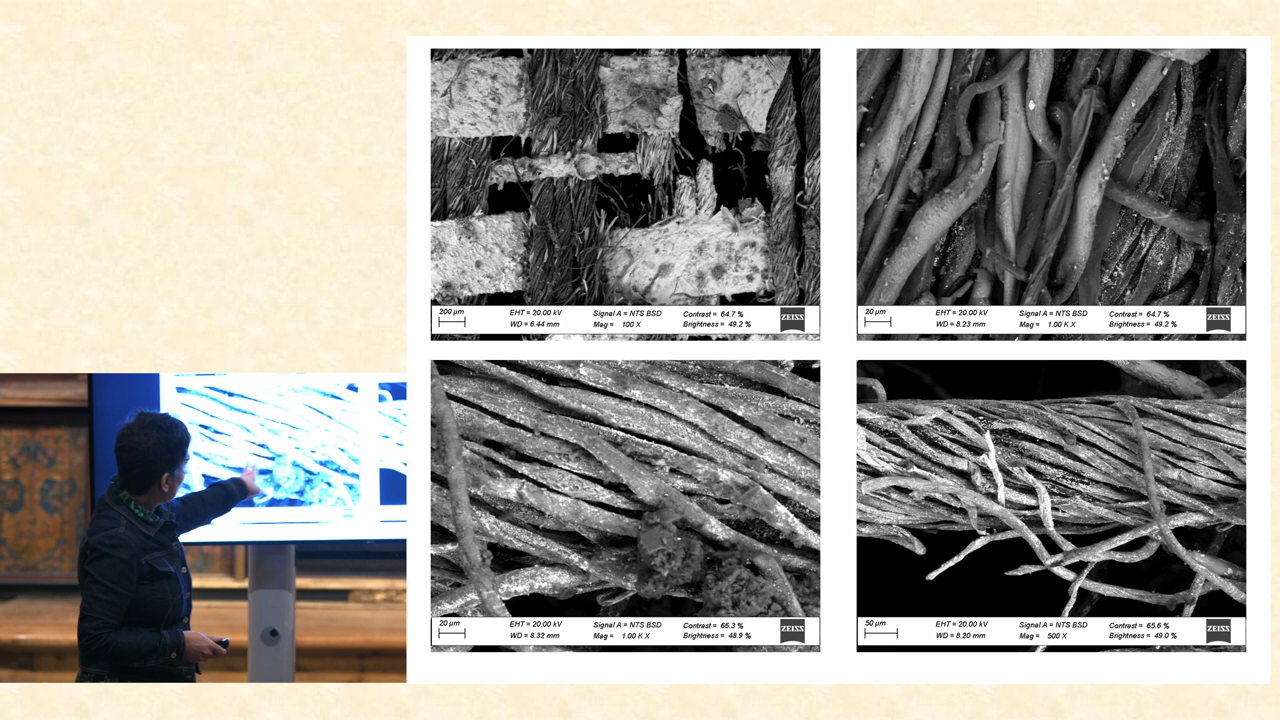 200 µm EHT = 20.00 kV Signal A = NTS BSD Contrast = 64.7 % ZEISS
WD = 6.44 mm Mag = 100 X Brightness = 49.2 %
20 µm EHT = 20.00 kV Signal A = NTS BSD Contrast = 64.7 % ZEISS
WD = 8.23 mm Mag = 1.00 K X Brightness = 49.2 %
20 µm EHT = 20.00 kV Signal A = NTS BSD Contrast = 66.3 % ZEISS
WD = 8.32 mm Mag = 1.00 K X Brightness = 48.9 %
50 µm EHT = 20.00 kV Signal A = NTS BSD Contrast = 65.6 % ZEISS
WD = 8.20 mm Mag = 500 X Brightness = 49.0 %